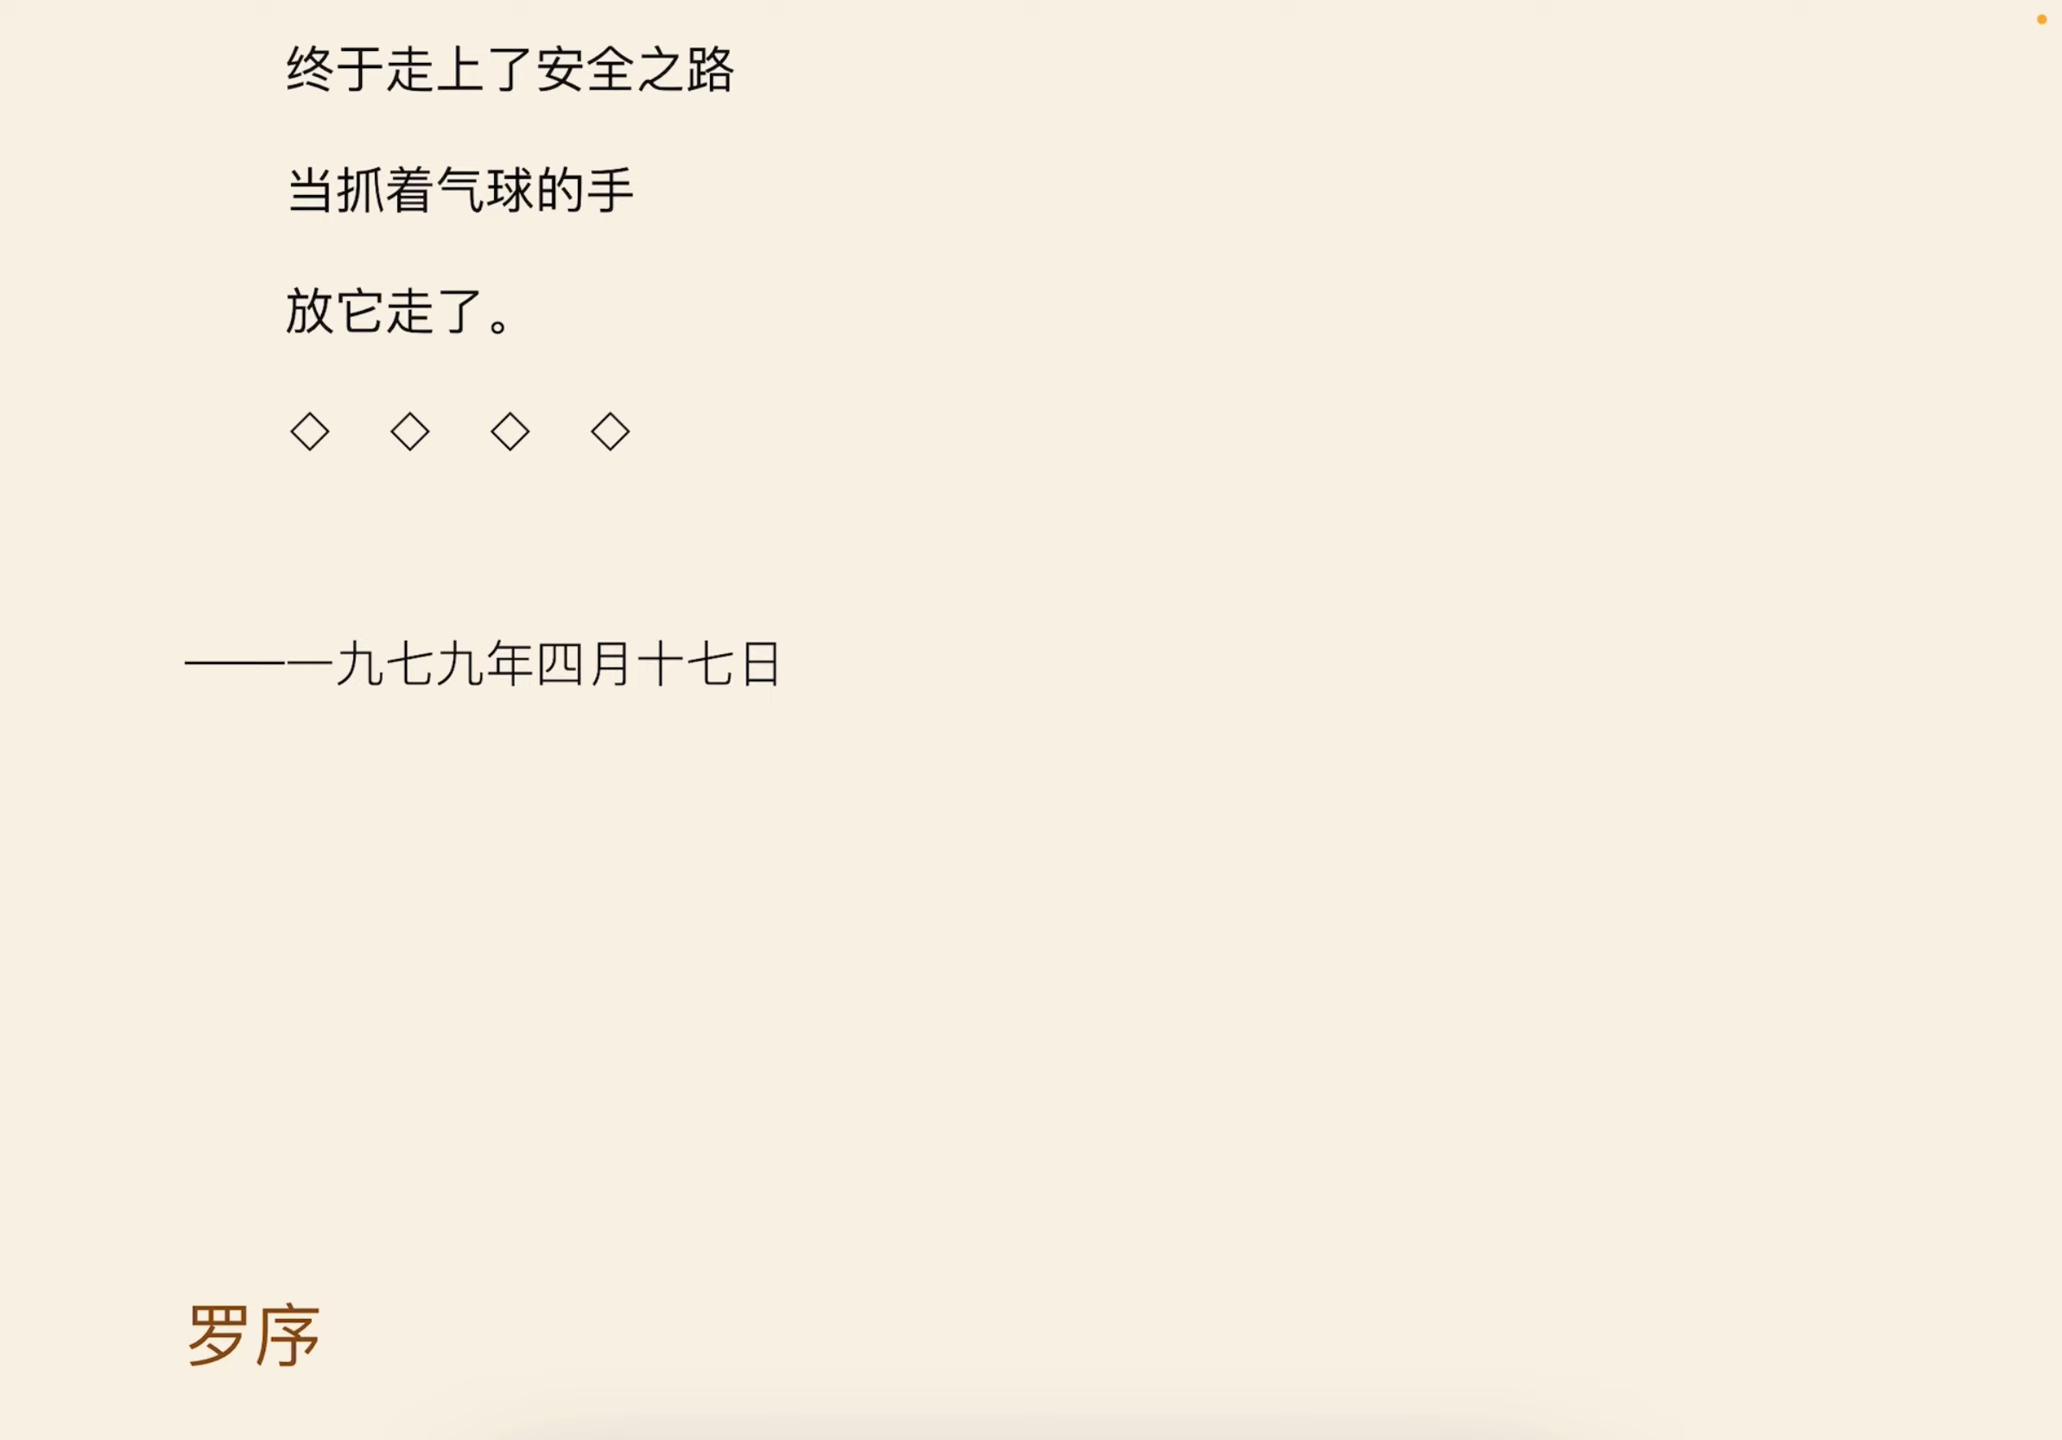 终于走上了安全之路
当抓着气球的手
放它走了。
◇ ◇ ◇ ◇
——一九七九年四月十七日
罗序